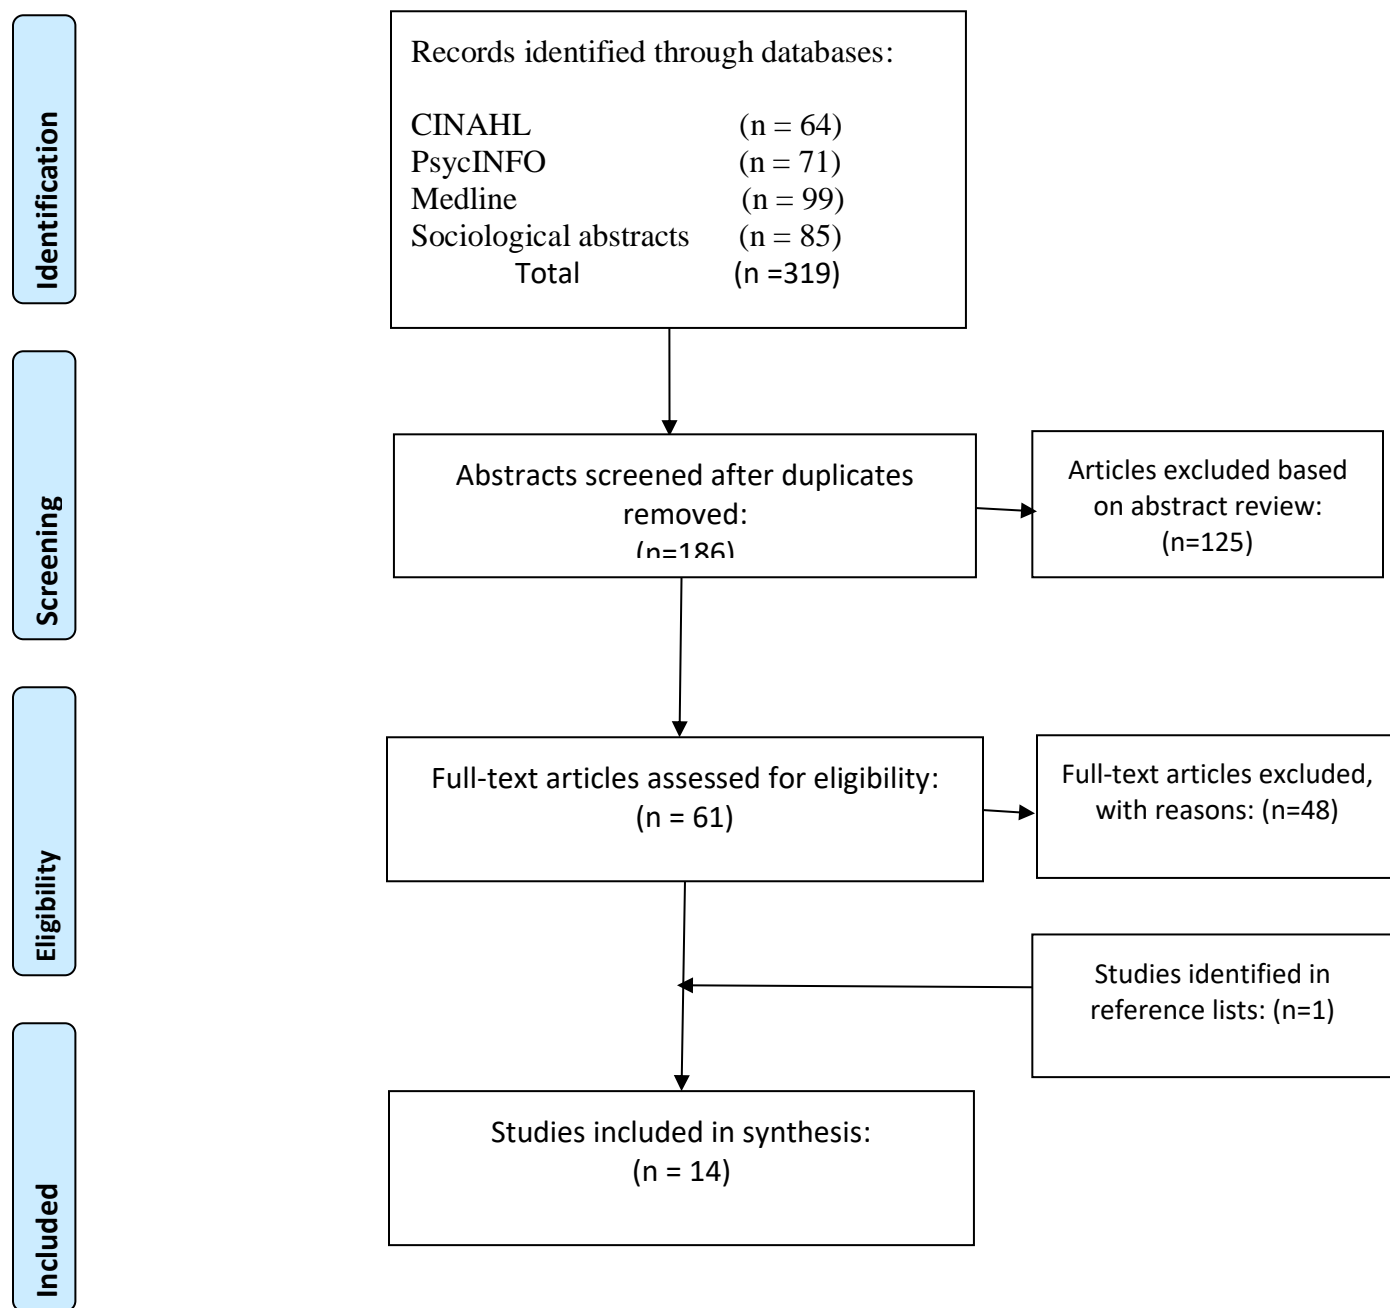 Identification
Records identified through databases:
CINAHL (n = 64)
PsycINFO (n = 71)
Medline (n = 99)
Sociological abstracts (n = 85)
Total (n =319)
Screening
Abstracts screened after duplicates
removed:
(n=186)
Articles excluded based
on abstract review:
(n=125)
Eligibility
Full-text articles assessed for eligibility:
(n = 61)
Full-text articles excluded,
with reasons: (n=48)
Studies identified in
reference lists: (n=1)
Included
Studies included in synthesis:
(n = 14)